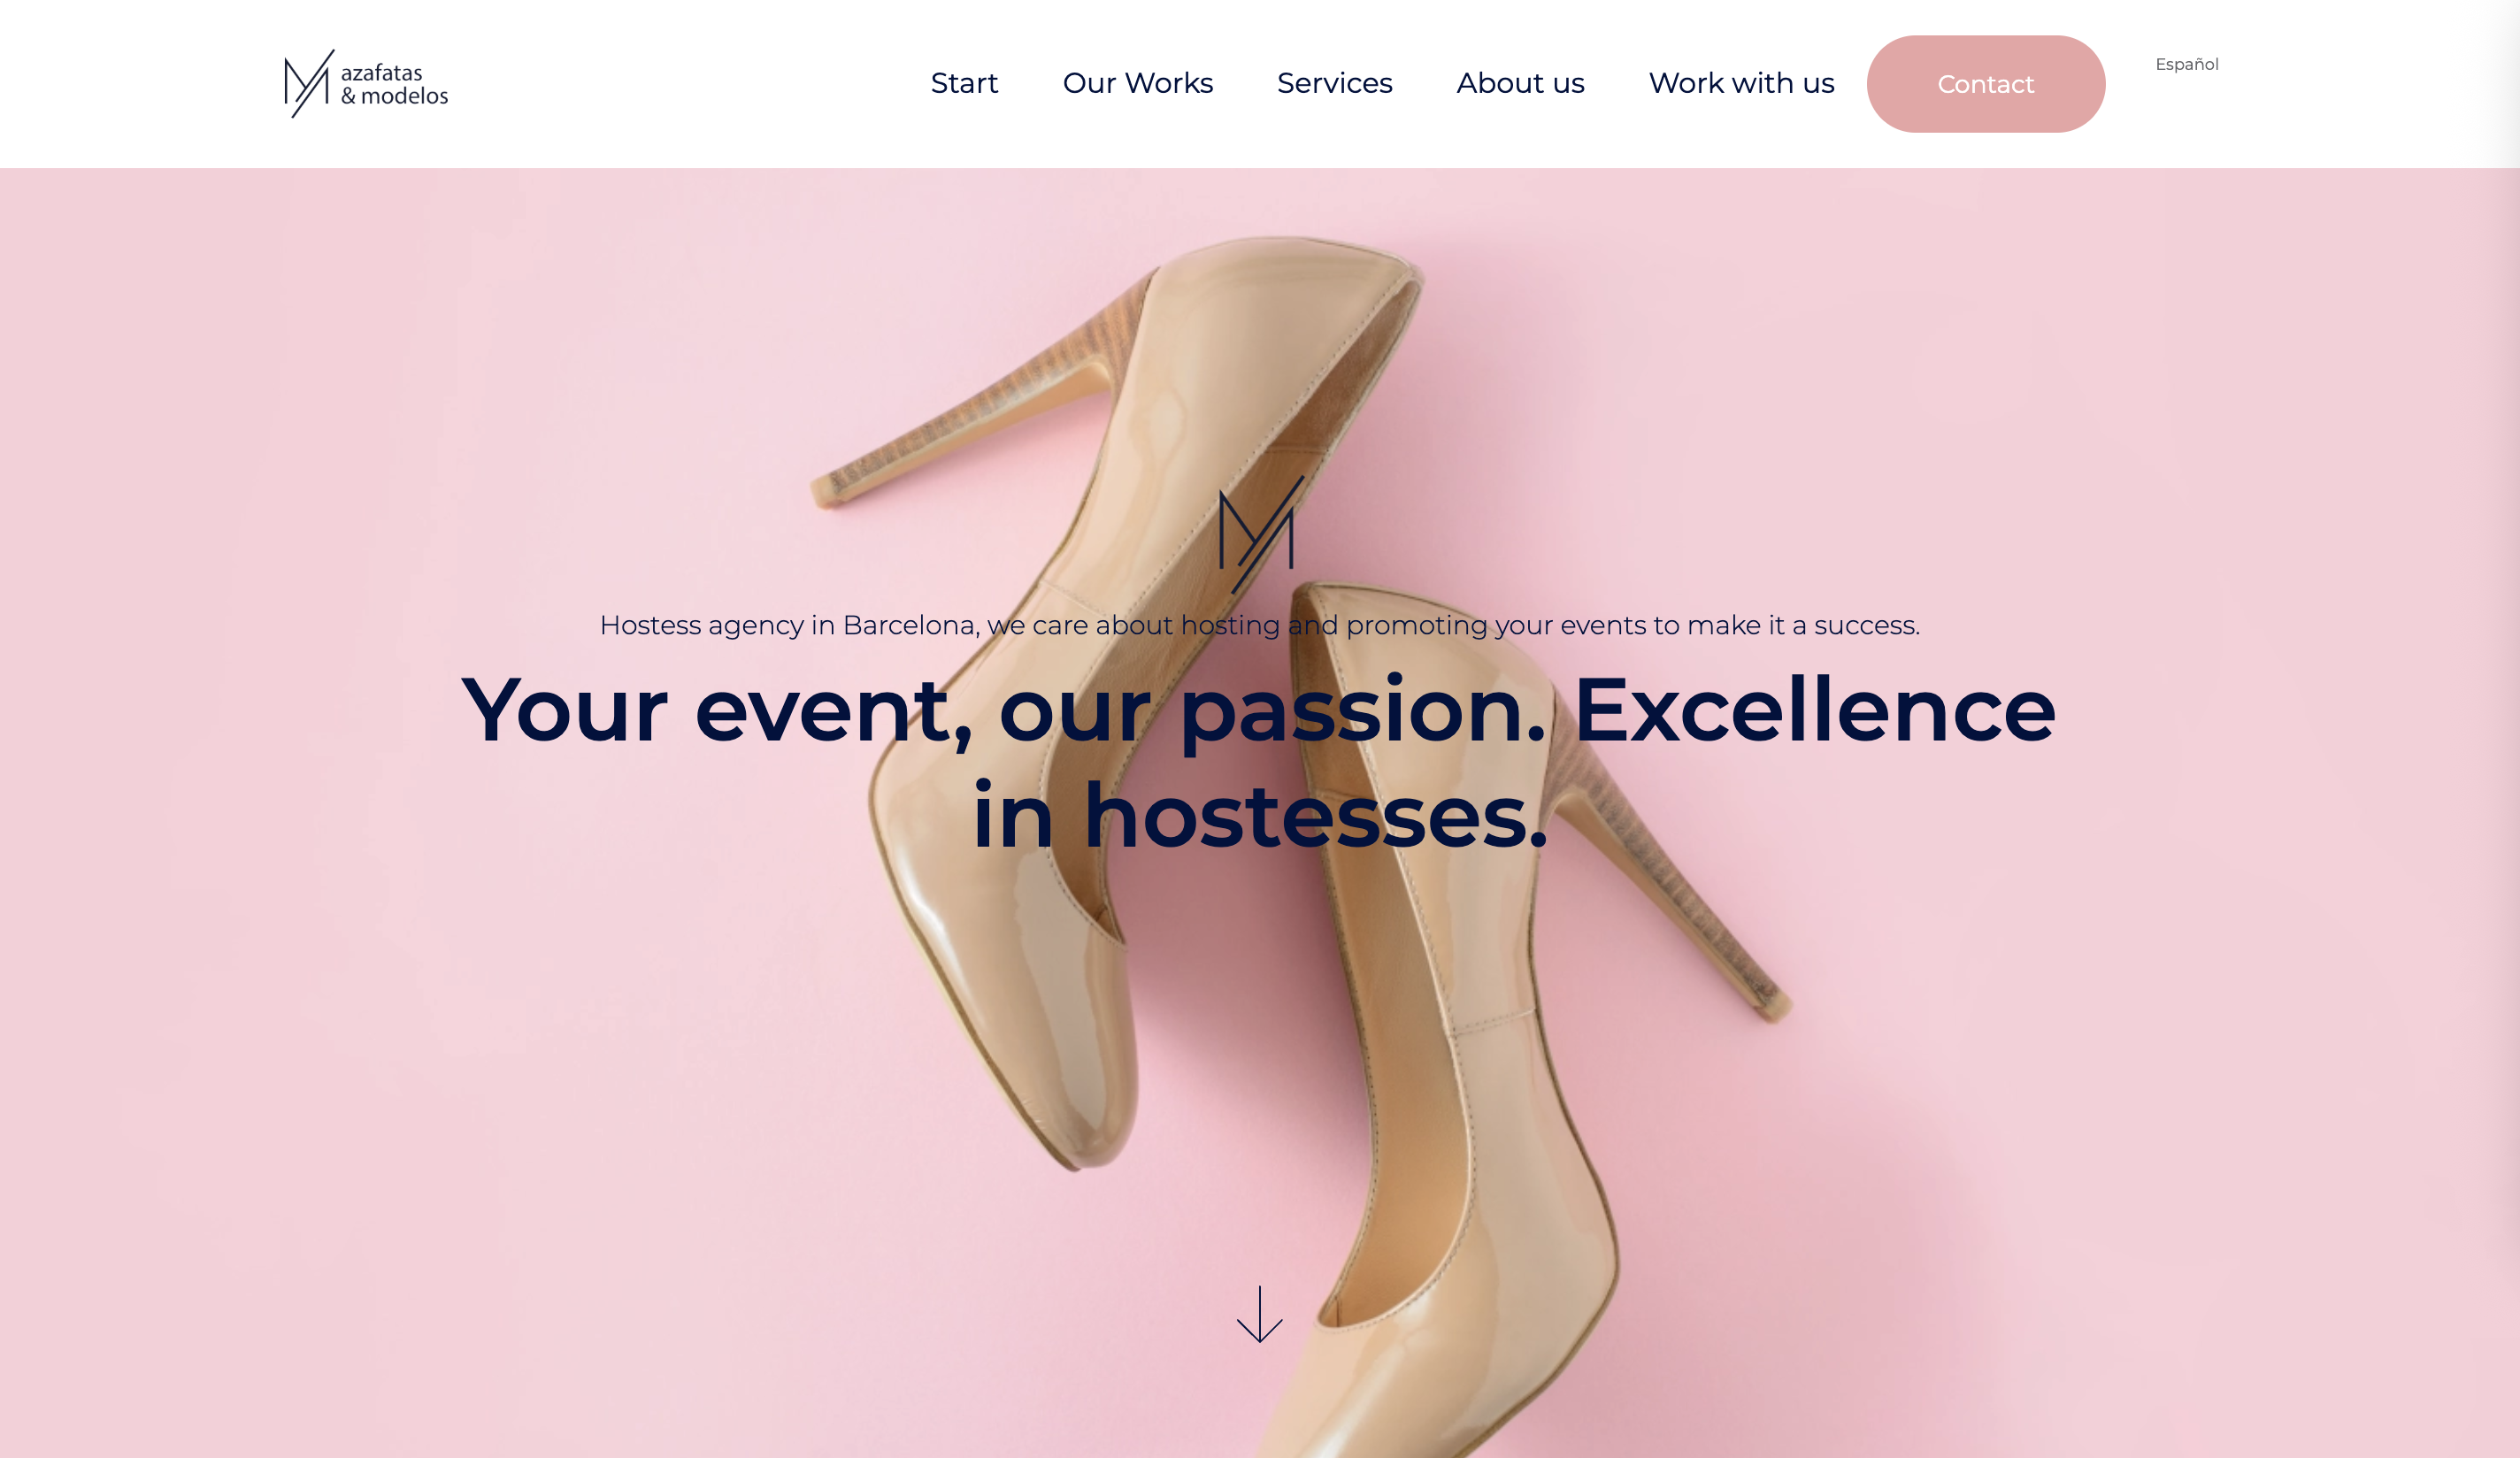 azafatas
& modelos
Start
Our Works
Services
About us
Work with us
Contact
Español
Hostess agency in Barcelona, we care about hosting and promoting your events to make it a success.
Your event, our passion. Excellence
in hostesses.